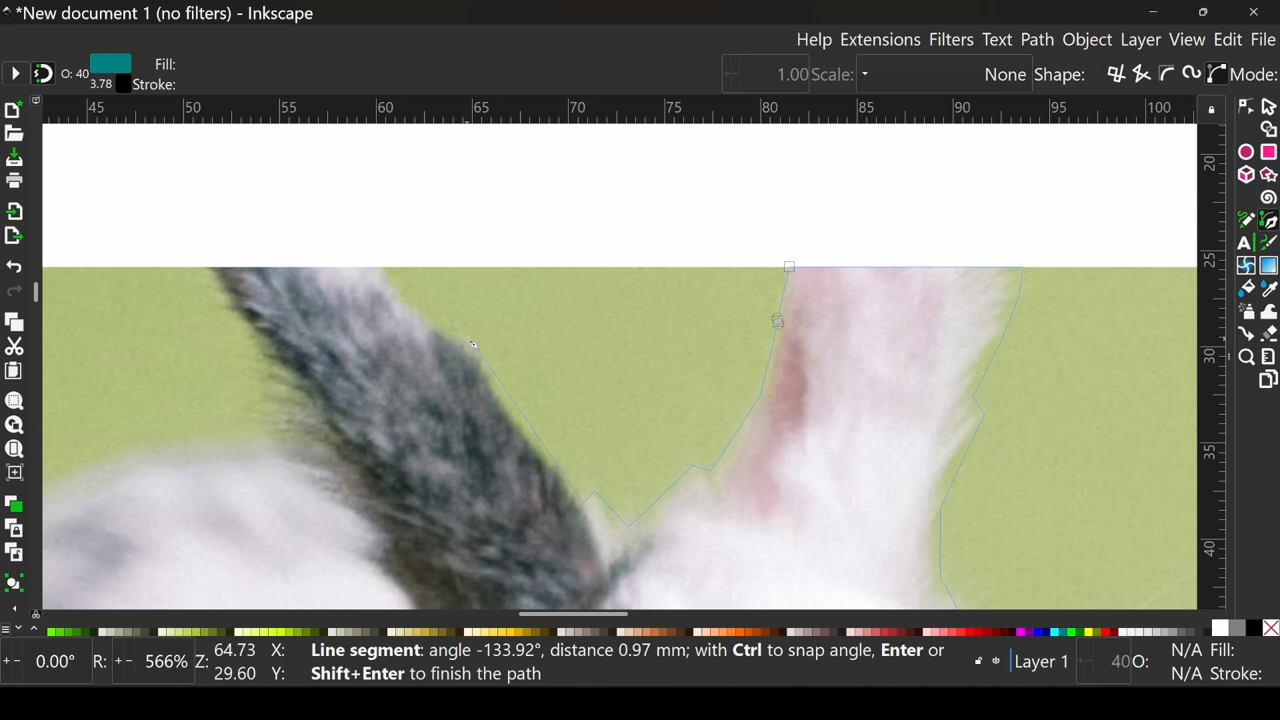 *New document 1 (no filters) - Inkscape
Help Extensions Filters Text Path Object Layer View Edit File
O: 40 Fill:
3.78 Stroke:
1.00 Scale: None Shape: Mode:
45 50 55 60 65 70 75 80 85 90 95 100
20
25
30
35
40
0.00° R: 566% Z: 64.73 X: Line segment: angle -133.92°, distance 0.97 mm; with Ctrl to snap angle, Enter or Layer 1 40 O: N/A Fill:
29.60 Y: Shift+Enter to finish the path N/A Stroke: